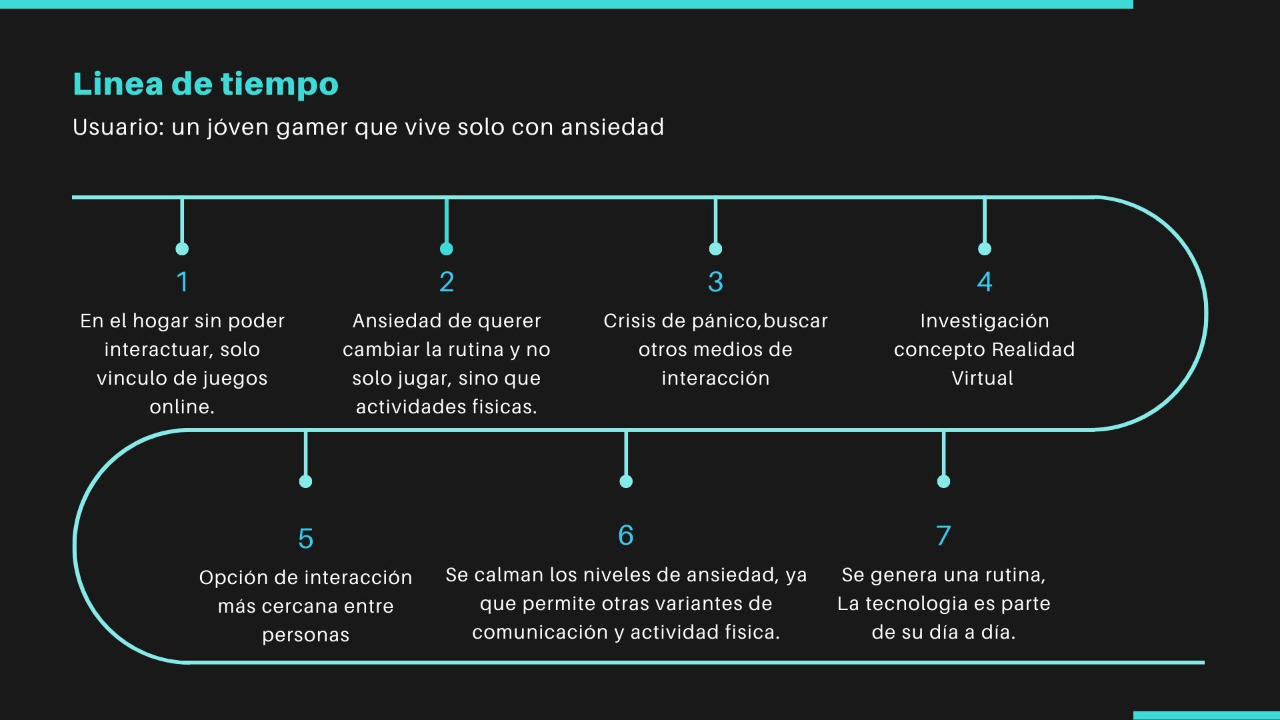 Linea de tiempo
Usuario: un jóven gamer que vive solo con ansiedad
1
En el hogar sin poder
interactuar, solo
vinculo de juegos
online.
2
Ansiedad de querer
cambiar la rutina y no
solo jugar, sino que
actividades fisicas.
3
Crisis de pánico,buscar
otros medios de
interacción
4
Investigación
concepto Realidad
Virtual
5
Opción de interacción
más cercana entre
personas
6
Se calman los niveles de ansiedad, ya
que permite otras variantes de
comunicación y actividad fisica.
7
Se genera una rutina,
La tecnologia es parte
de su día a día.